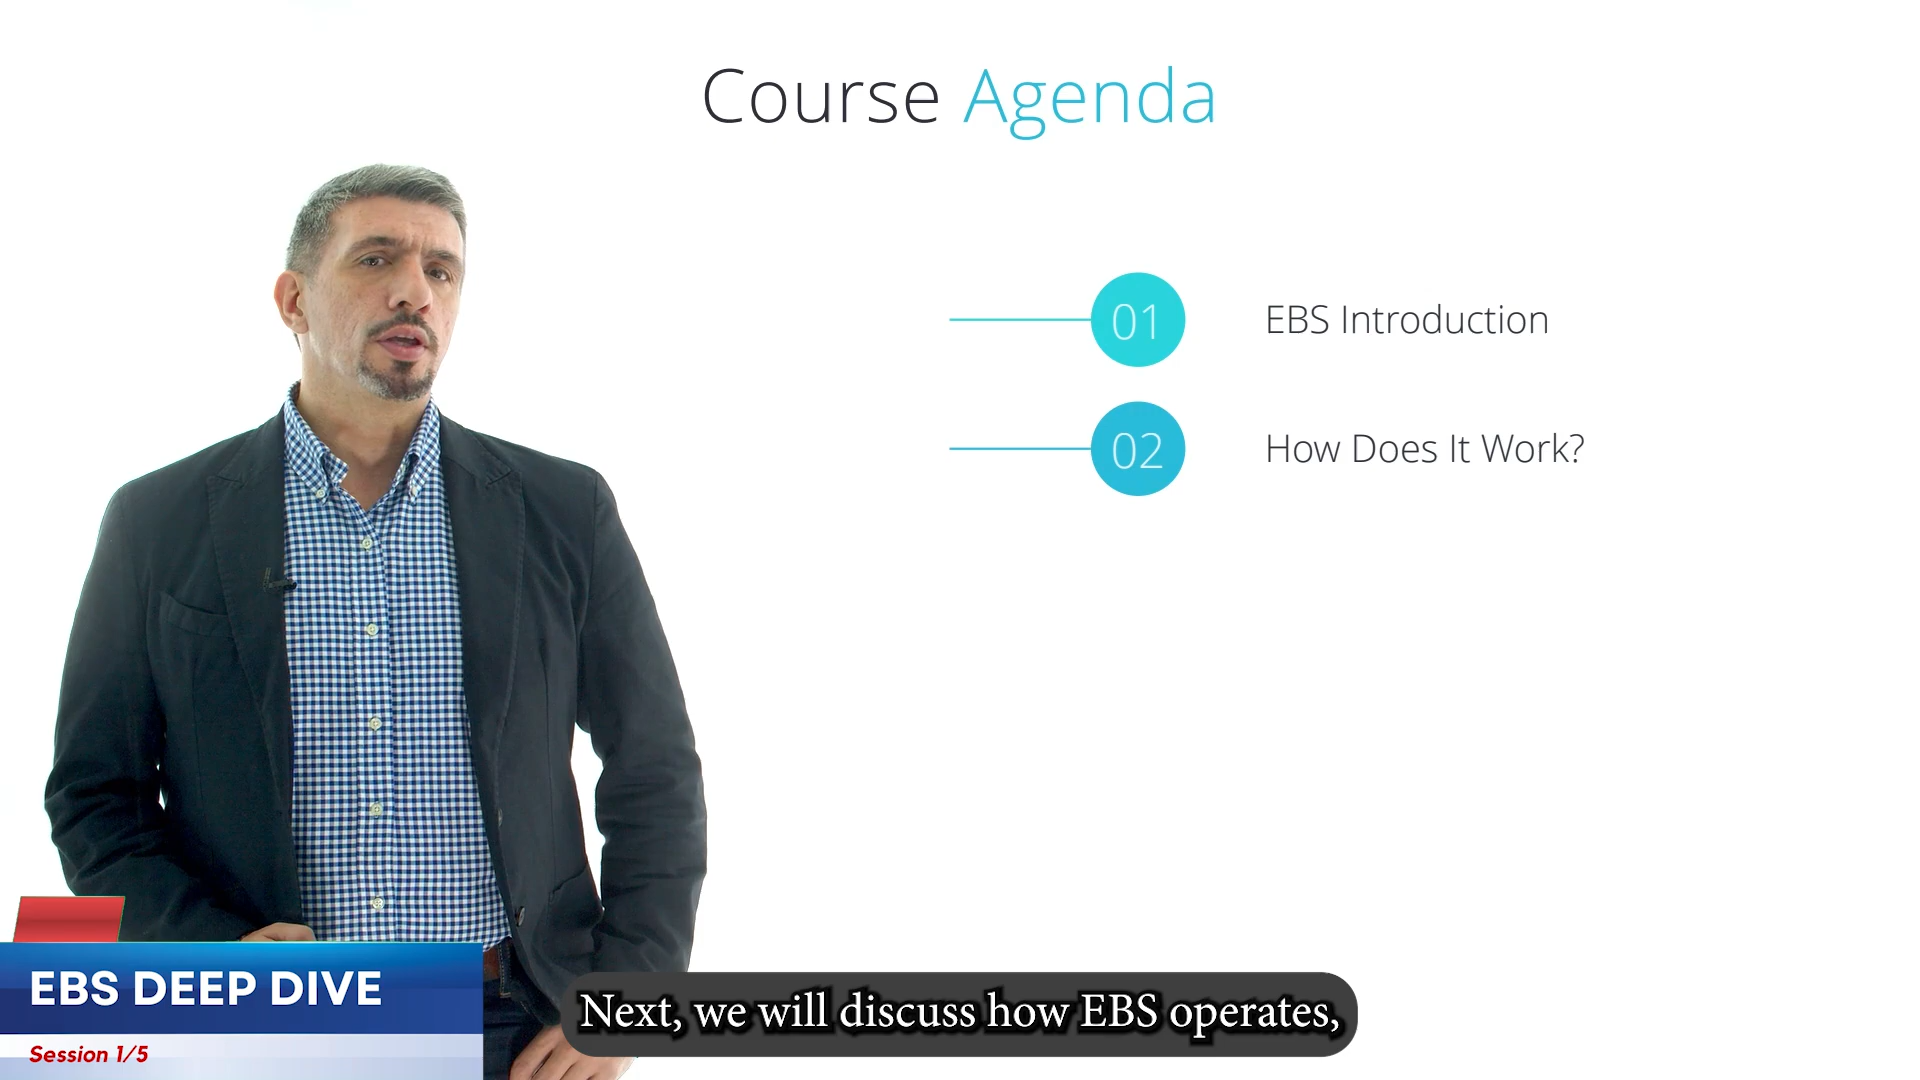 Course Agenda
01 EBS Introduction
02 How Does It Work?
EBS DEEP DIVE
Session 1/5
Next, we will discuss how EBS operates,